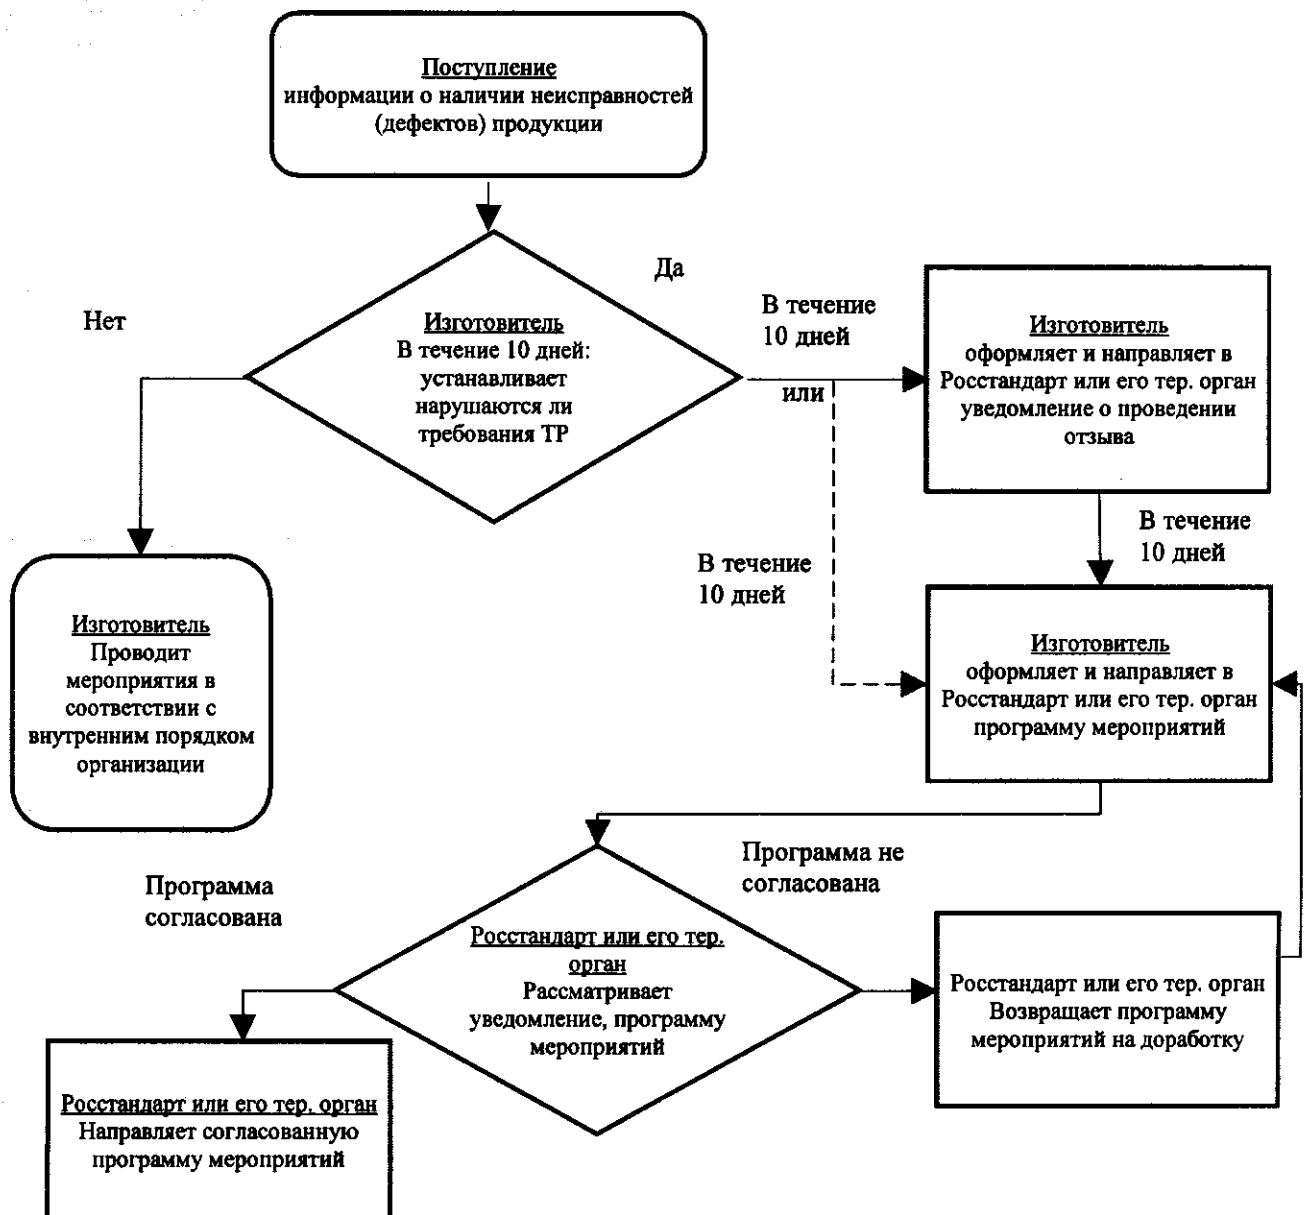 Поступление
информации о наличии неисправностей
(дефектов) продукции
Да
Нет
Изготовитель
В течение 10 дней:
устанавливает
нарушаются ли
требования ТР
В течение
10 дней
или
Изготовитель
оформляет и направляет в
Росстандарт или его тер. орган
уведомление о проведении
отзыва
В течение
10 дней
В течение
10 дней
Изготовитель
Проводит
мероприятия в
соответствии с
внутренним порядком
организации
Изготовитель
оформляет и направляет в
Росстандарт или его тер. орган
программу мероприятий
Программа
согласована
Программа не
согласована
Росстандарт или его тер.
орган
Рассматривает
уведомление, программу
мероприятий
Росстандарт или его тер. орган
Возвращает программу
мероприятий на доработку
Росстандарт или его тер. орган
Направляет согласованную
программу мероприятий